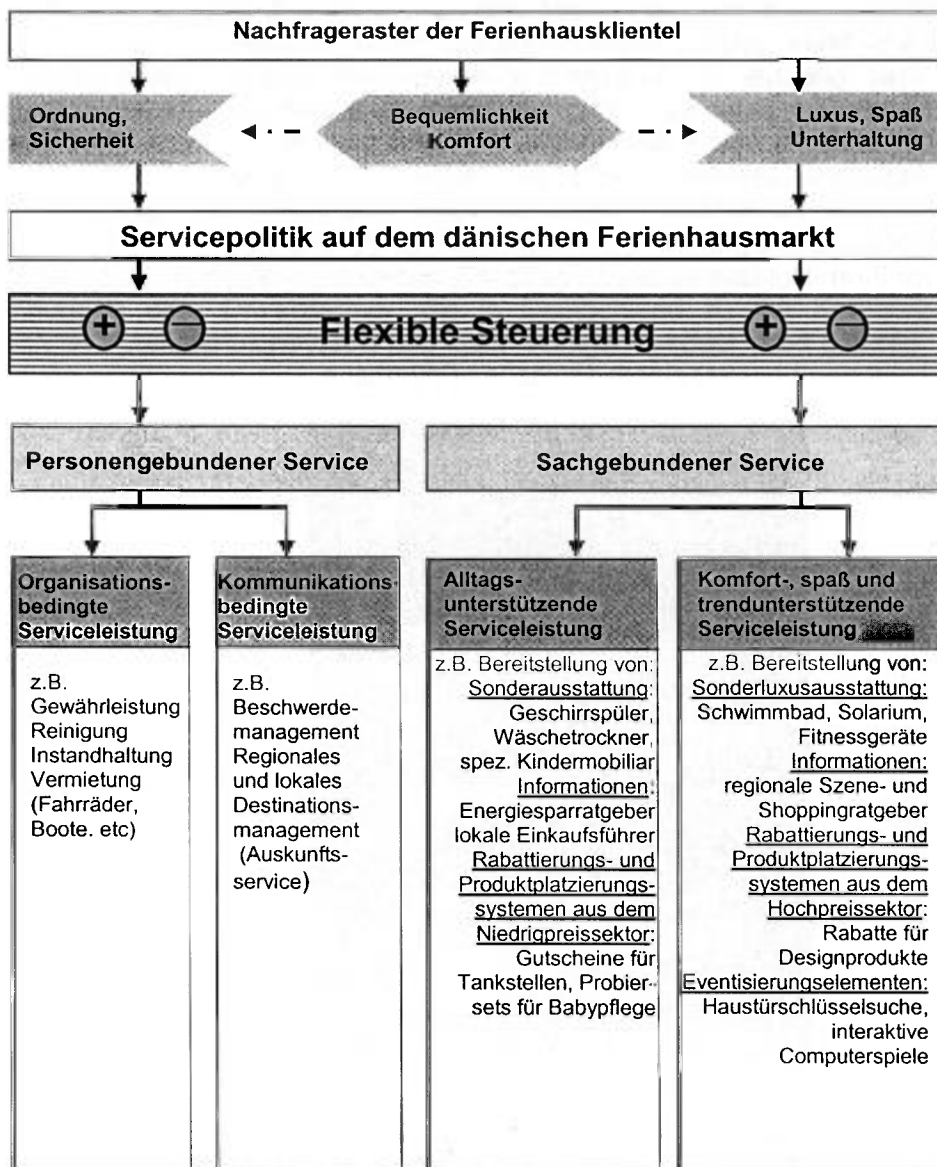 Nachfrageraster der Ferienhausklientel
Ordnung,
Sicherheit
Bequemlichkeit
Komfort
Luxus, Spaß
Unterhaltung
Servicepolitik auf dem dänischen Ferienhausmarkt
+ − Flexible Steuerung + −
Personengebundener Service
Sachgebundener Service
Organisations-
bedingte
Serviceleistung
z.B.
Gewährleistung
Reinigung
Instandhaltung
Vermietung
(Fahrräder,
Boote. etc)
Kommunikations-
bedingte
Serviceleistung
z.B.
Beschwerde-
management
Regionales
und lokales
Destinations-
management
(Auskunfts-
service)
Alltags-
unterstützende
Serviceleistung
z.B. Bereitstellung von:
Sonderausstattung:
Geschirrspüler,
Wäschetrockner,
spez. Kindermobiliar
Informationen:
Energiesparratgeber
lokale Einkaufsführer
Rabattierungs- und
Produktplatzierungs-
systemen aus dem
Niedrigpreissektor:
Gutscheine für
Tankstellen, Probier-
sets für Babypflege
Komfort-, spaß und
trendunterstützende
Serviceleistung
z.B. Bereitstellung von:
Sonderluxusausstattung:
Schwimmbad, Solarium,
Fitnessgeräte
Informationen:
regionale Szene- und
Shoppingratgeber
Rabattierungs- und
Produktplatzierungs-
systemen aus dem
Hochpreissektor:
Rabatte für
Designprodukte
Eventisierungselementen:
Haustürschlüsselsuche,
interaktive
Computerspiele